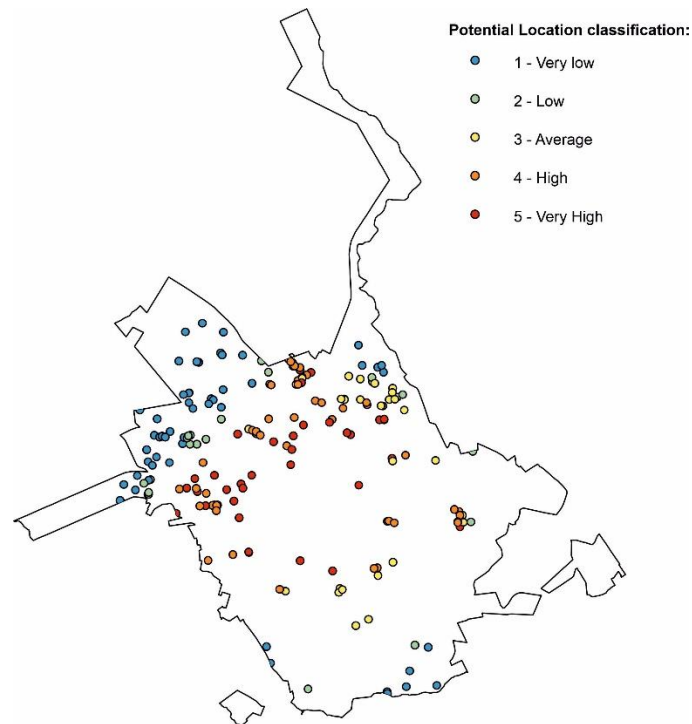 Potential Location classification:
1 - Very low
2 - Low
3 - Average
4 - High
5 - Very High